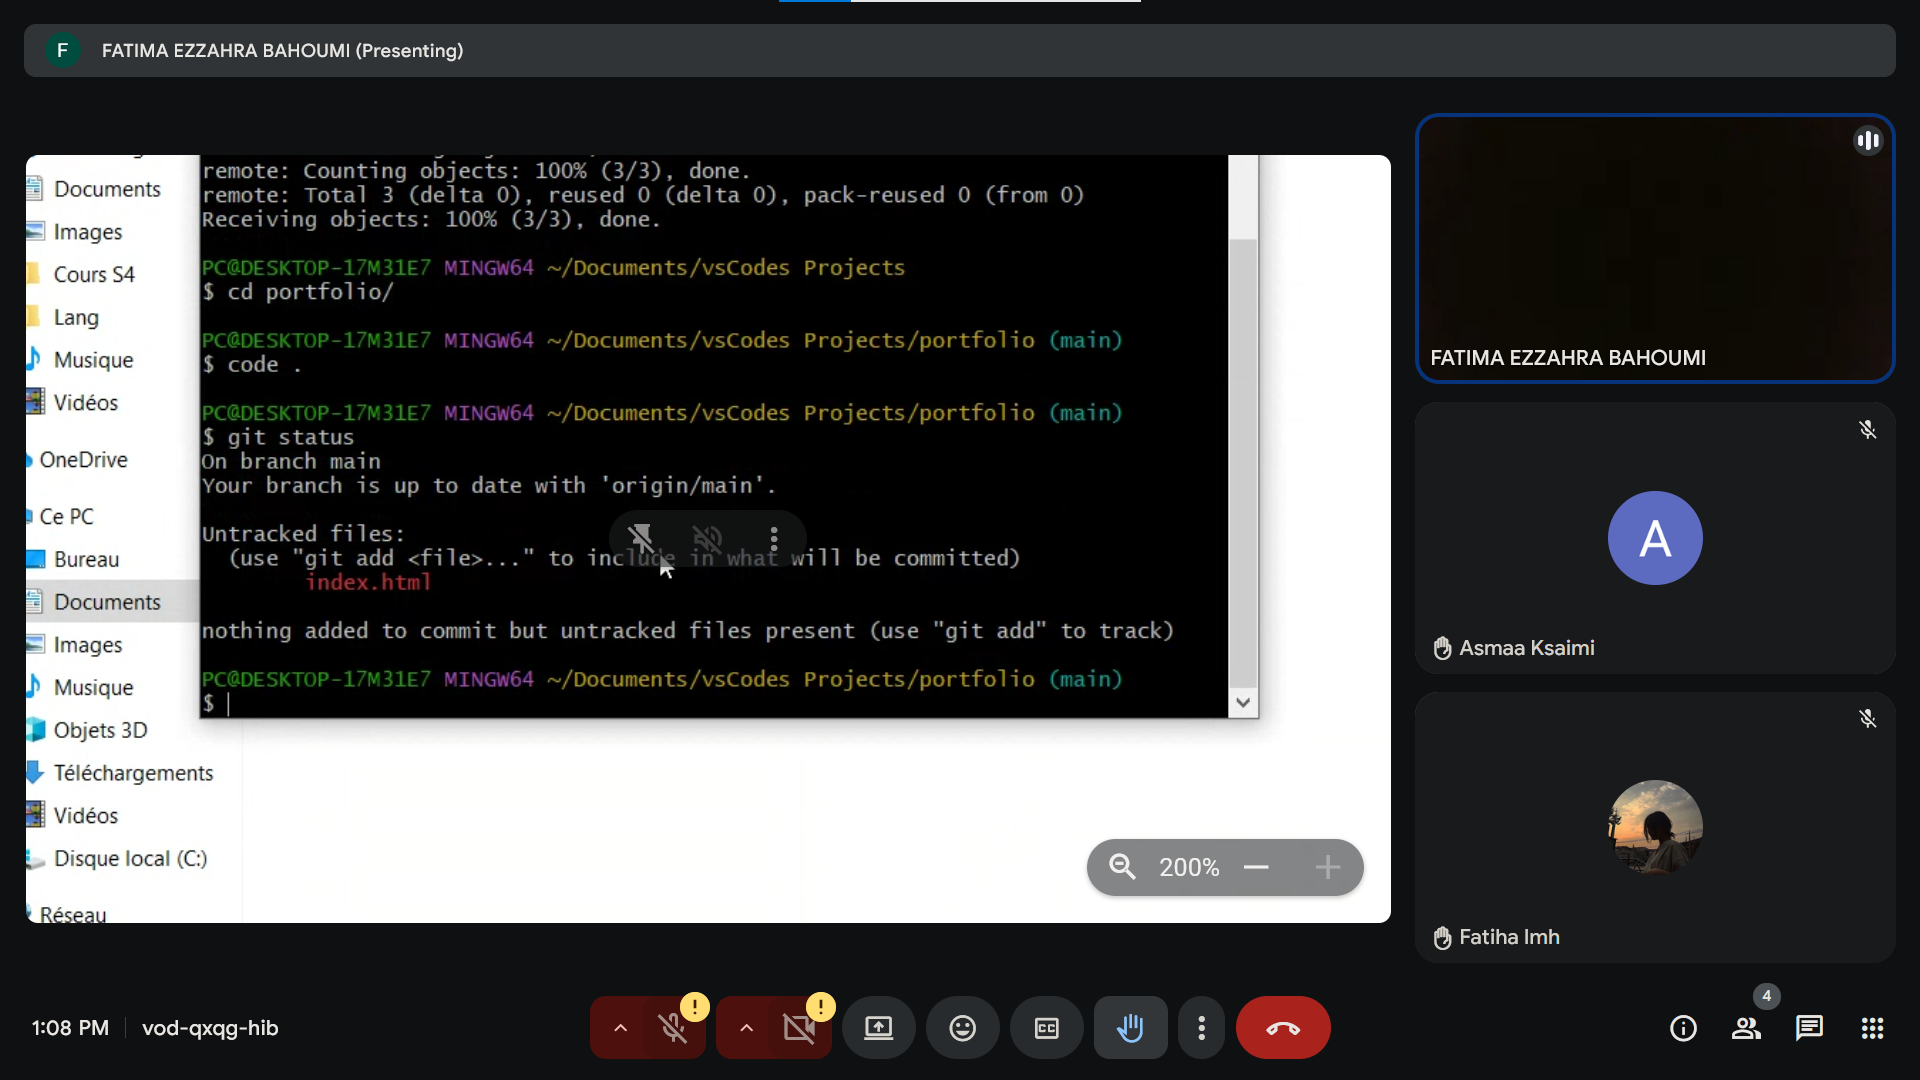 F FATIMA EZZAHRA BAHOUMI (Presenting)
Documents
Images
Cours S4
Lang
Musique
Vidéos
OneDrive
Ce PC
Bureau
Documents
Images
Musique
Objets 3D
Téléchargements
Vidéos
Disque local (C:)
Réseau
remote: Counting objects: 100% (3/3), done.
remote: Total 3 (delta 0), reused 0 (delta 0), pack-reused 0 (from 0)
Receiving objects: 100% (3/3), done.
PC@DESKTOP-17M31E7 MINGW64 ~/Documents/vsCodes Projects
$ cd portfolio/
PC@DESKTOP-17M31E7 MINGW64 ~/Documents/vsCodes Projects/portfolio (main)
$ code .
PC@DESKTOP-17M31E7 MINGW64 ~/Documents/vsCodes Projects/portfolio (main)
$ git status
On branch main
Your branch is up to date with 'origin/main'.
Untracked files:
(use "git add <file>..." to include in what will be committed)
index.html
nothing added to commit but untracked files present (use "git add" to track)
PC@DESKTOP-17M31E7 MINGW64 ~/Documents/vsCodes Projects/portfolio (main)
$
200%
FATIMA EZZAHRA BAHOUMI
A
Asmaa Ksaimi
Fatiha Imh
1:08 PM vod-qxqg-hib
!
!
CC
4